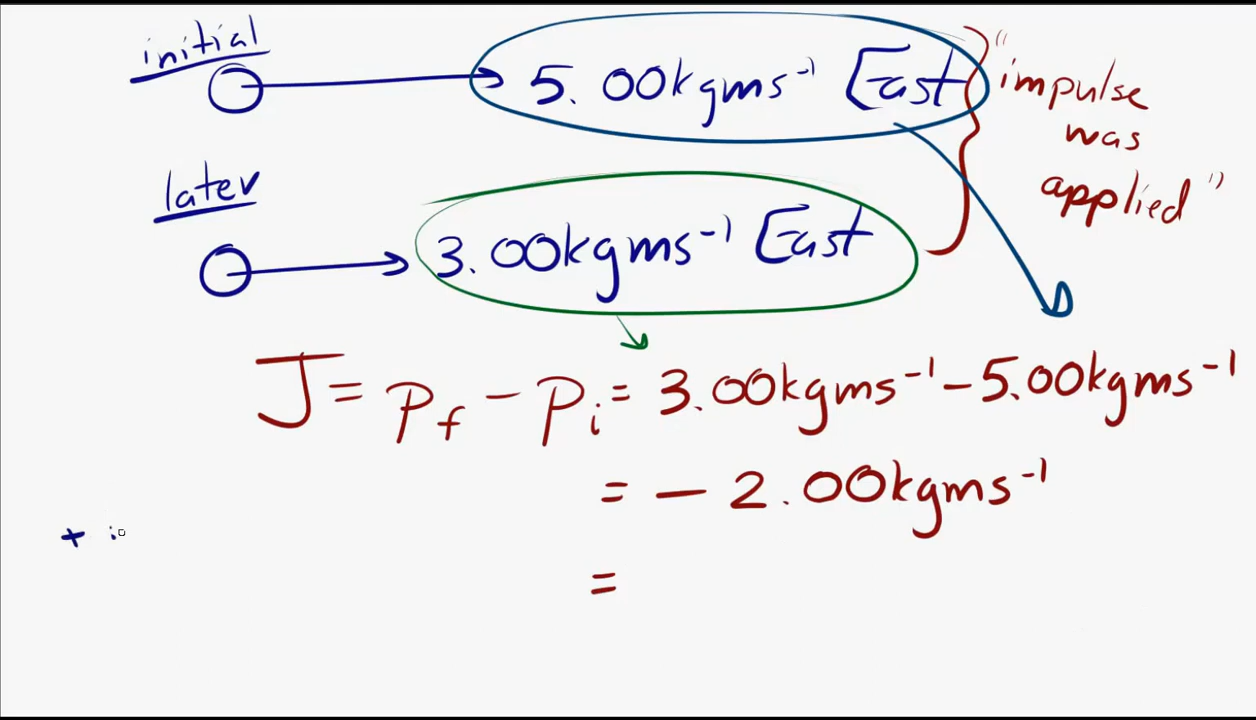 initial
5.00kgms⁻¹ East
"impulse
was
applied"
later
3.00kgms⁻¹ East
J = pf - pi = 3.00kgms⁻¹ - 5.00kgms⁻¹
= - 2.00kgms⁻¹
+ i
=